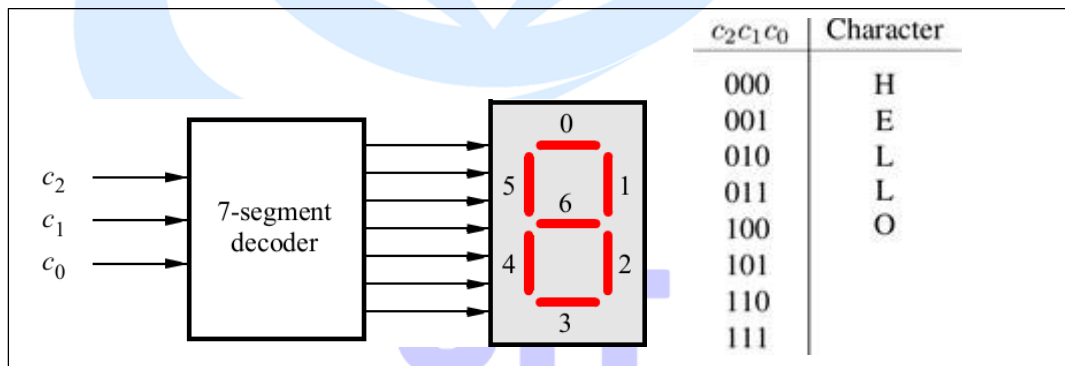 c₂c₁c₀ Character
000 H
001 E
010 L
011 L
100 O
101
110
111
c₂
c₁
c₀
7-segment
decoder
0
5 1
6
4 2
3